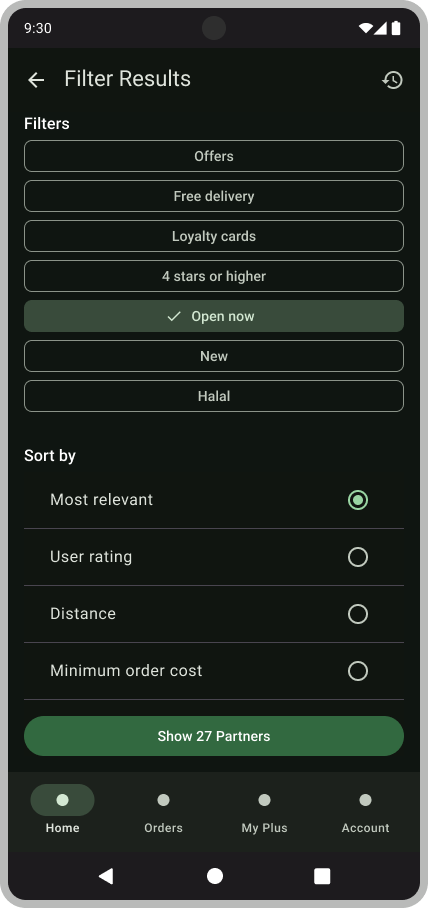 9:30
Filter Results
Filters
Offers
Free delivery
Loyalty cards
4 stars or higher
Open now
New
Halal
Sort by
Most relevant
User rating
Distance
Minimum order cost
Show 27 Partners
Home Orders My Plus Account